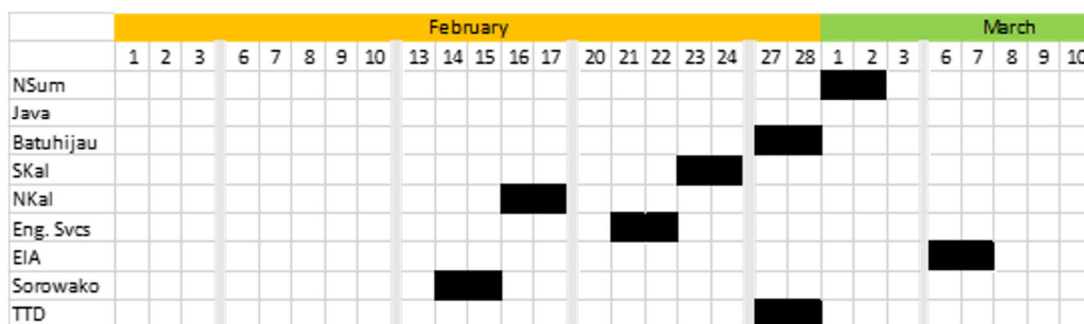 February March
1 2 3 6 7 8 9 10 13 14 15 16 17 20 21 22 23 24 27 28 1 2 3 6 7 8 9 10
NSum
Java
Batuhijau
SKal
NKal
Eng. Svcs
EIA
Sorowako
TTD